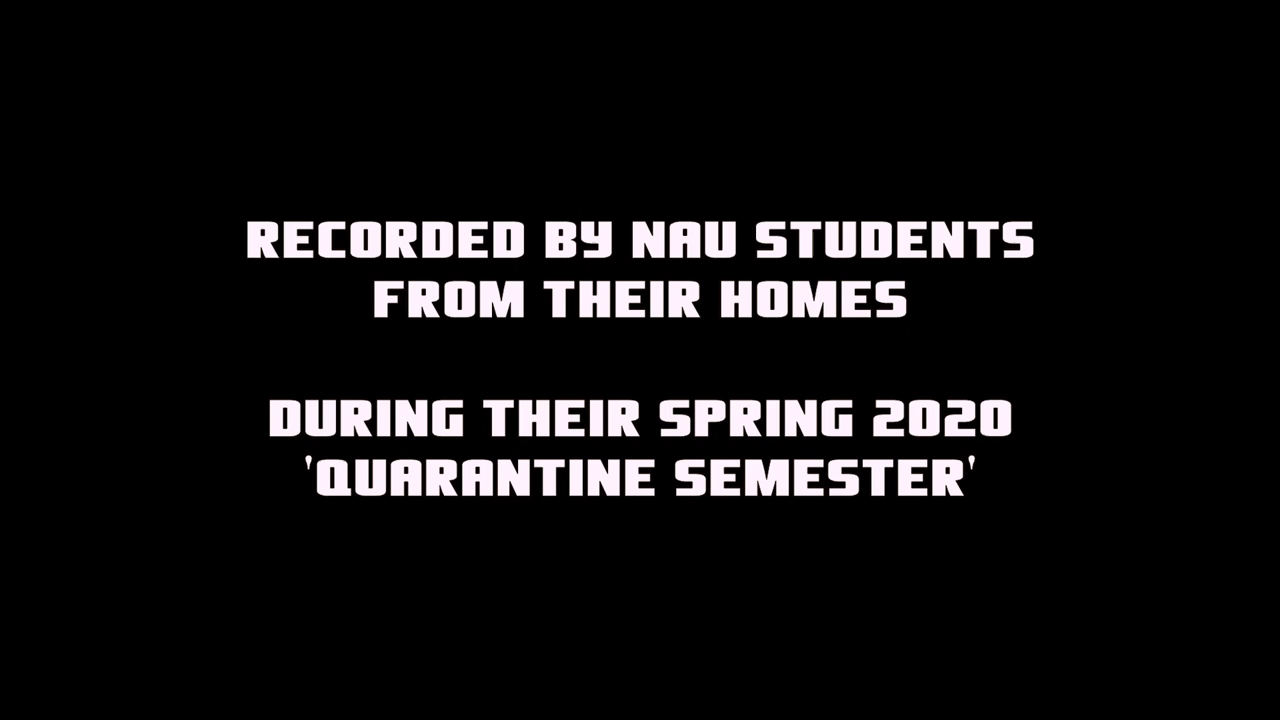 RECORDED BY NAU STUDENTS
FROM THEIR HOMES
DURING THEIR SPRING 2020
'QUARANTINE SEMESTER'